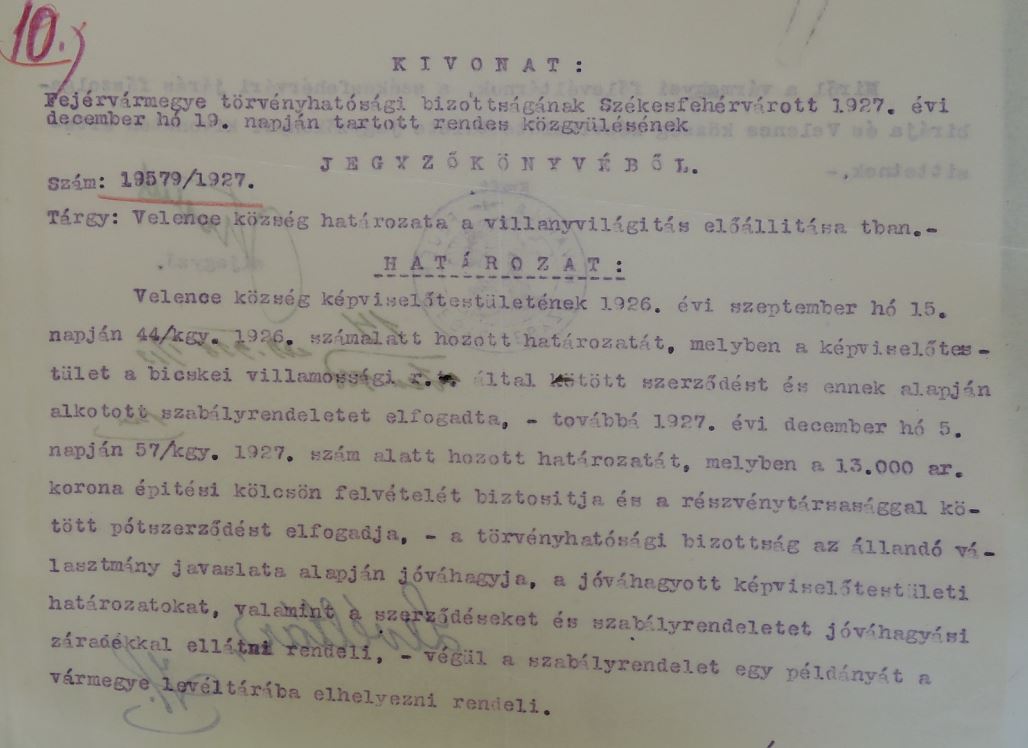 10.
K I V O N A T :
Fejérvármegye törvényhatósági bizottságának Székesfehérvárott 1927. évi
december hó 19. napján tartott rendes közgyülésének
J E G Y Z Ő K Ö N Y V É B Ő L.
Szám: 19579/1927.
Tárgy: Velence község határozata a villanyvilágitás előállitása tban.-
H A T Á R O Z A T :
Velence község képviselőtestületének 1926. évi szeptember hó 15.
napján 44/kgy. 1926. számalatt hozott határozatát, melyben a képviselőtes-
tület a bicskei villamossági r.t. által kötött szerződést és ennek alapján
alkotott szabályrendeletet elfogadta, - továbbá 1927. évi december hó 5.
napján 57/kgy. 1927. szám alatt hozott határozatát, melyben a 13.000 ar.
korona épitési kölcsön felvételét biztositja és a részvénytársasággal kö-
tött pótszerződést elfogadja, - a törvényhatósági bizottság az állandó vá-
lasztmány javaslata alapján jóváhagyja, a jóváhagyott képviselőtestületi
határozatokat, valamint a szerződéseket és szabályrendeletet jóváhagyási
záradékkal ellátni rendeli, - végül a szabályrendelet egy példányát a
vármegye levéltárába elhelyezni rendeli.